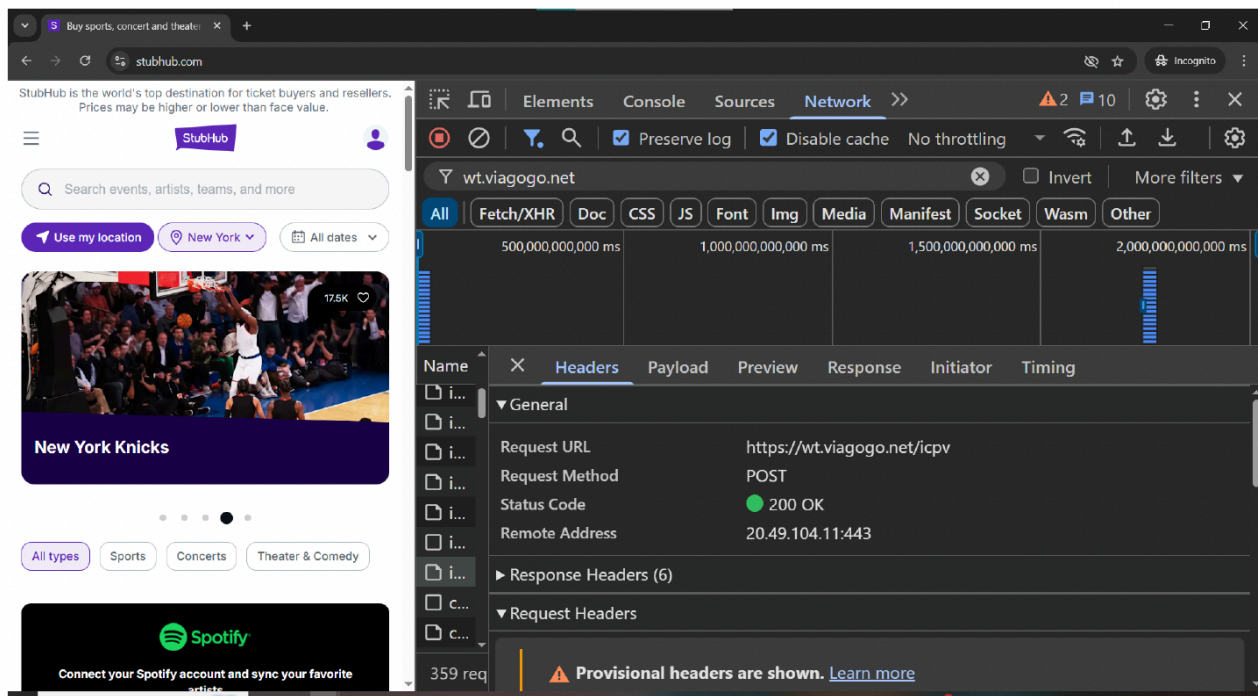 Buy sports, concert and theater
stubhub.com
Incognito
StubHub is the world's top destination for ticket buyers and resellers.
Prices may be higher or lower than face value.
StubHub
Search events, artists, teams, and more
Use my location
New York
All dates
17.5K
New York Knicks
All types
Sports
Concerts
Theater & Comedy
Spotify
Connect your Spotify account and sync your favorite
artists
Elements
Console
Sources
Network
2
10
Preserve log
Disable cache
No throttling
wt.viagogo.net
Invert
More filters
All
Fetch/XHR
Doc
CSS
JS
Font
Img
Media
Manifest
Socket
Wasm
Other
500,000,000,000 ms
1,000,000,000,000 ms
1,500,000,000,000 ms
2,000,000,000,000 ms
Name
Headers
Payload
Preview
Response
Initiator
Timing
i...
i...
i...
i...
i...
i...
i...
c...
c...
359 req
General
Request URL
https://wt.viagogo.net/icpv
Request Method
POST
Status Code
200 OK
Remote Address
20.49.104.11:443
Response Headers (6)
Request Headers
Provisional headers are shown. Learn more